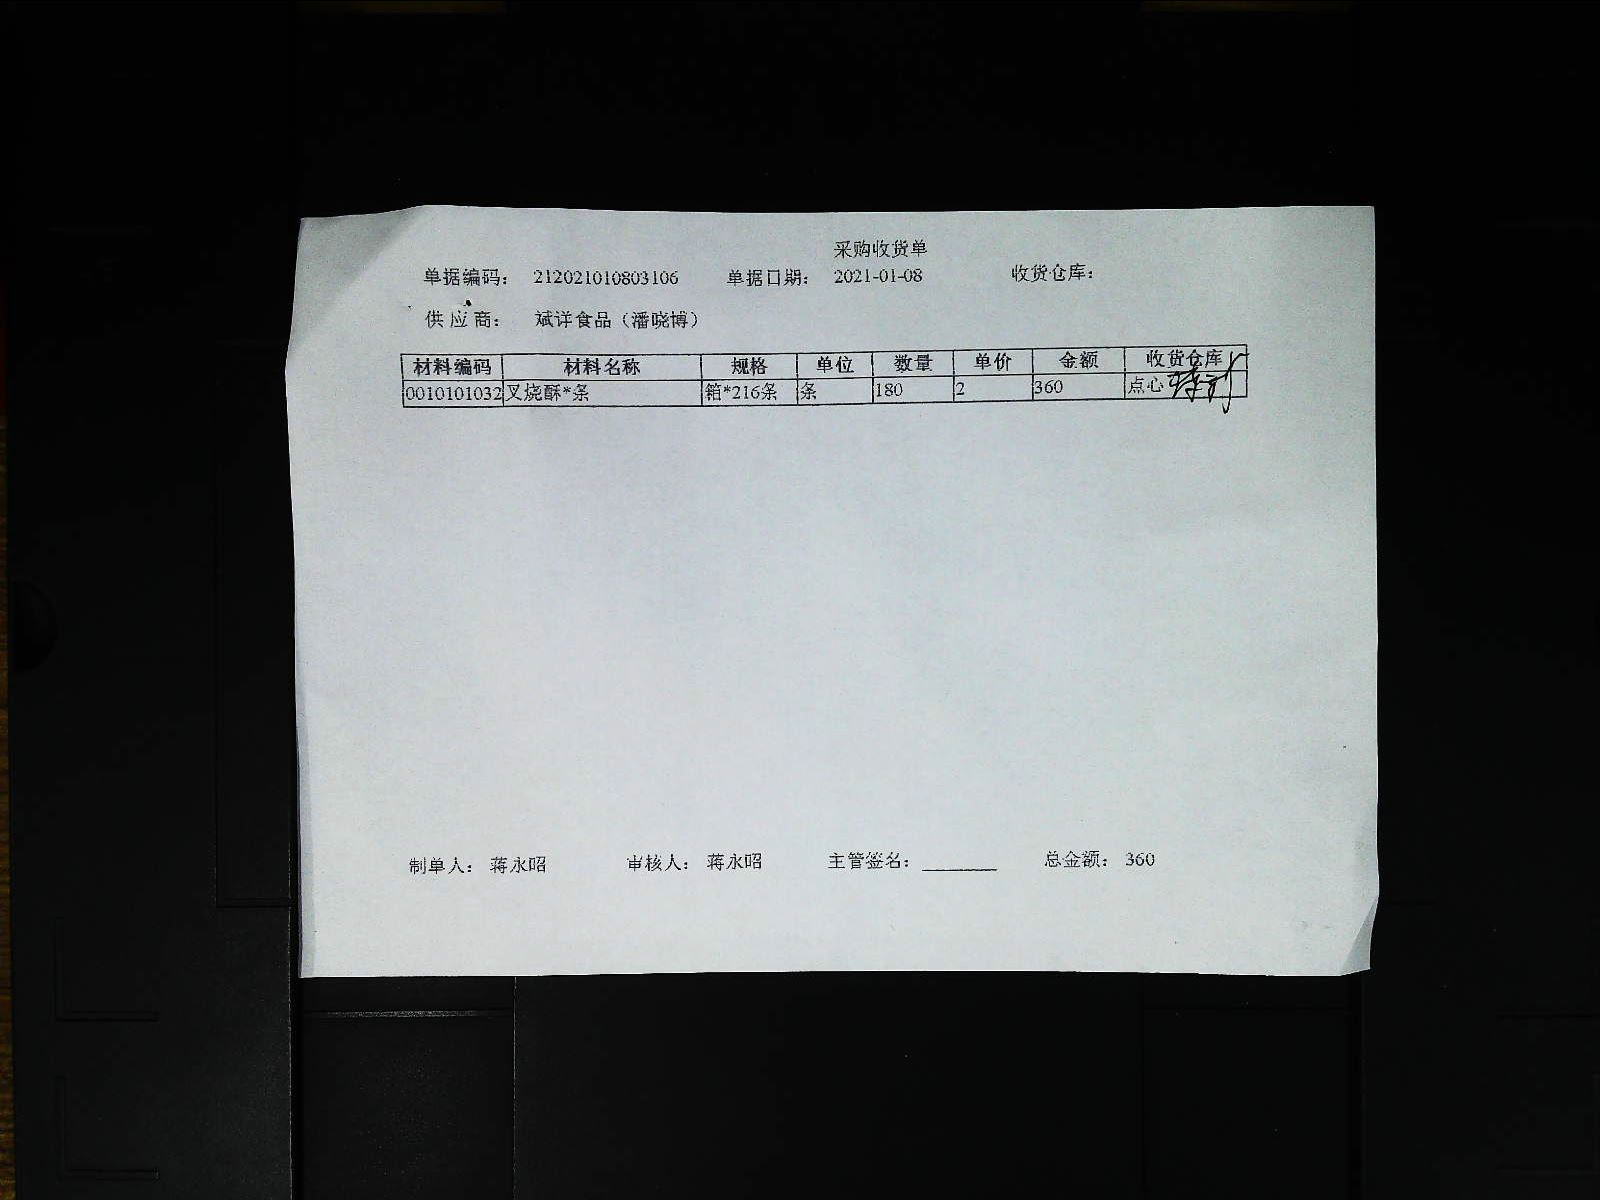 采购收货单
单据编码： 212021010803106 单据日期： 2021-01-08 收货仓库：
供应商： 斌详食品（潘晓博）
材料编码 材料名称 规格 单位 数量 单价 金额 收货仓库
0010101032 叉烧酥*条 箱*216条 条 180 2 360 点心
制单人： 蒋永昭 审核人： 蒋永昭 主管签名： 总金额： 360